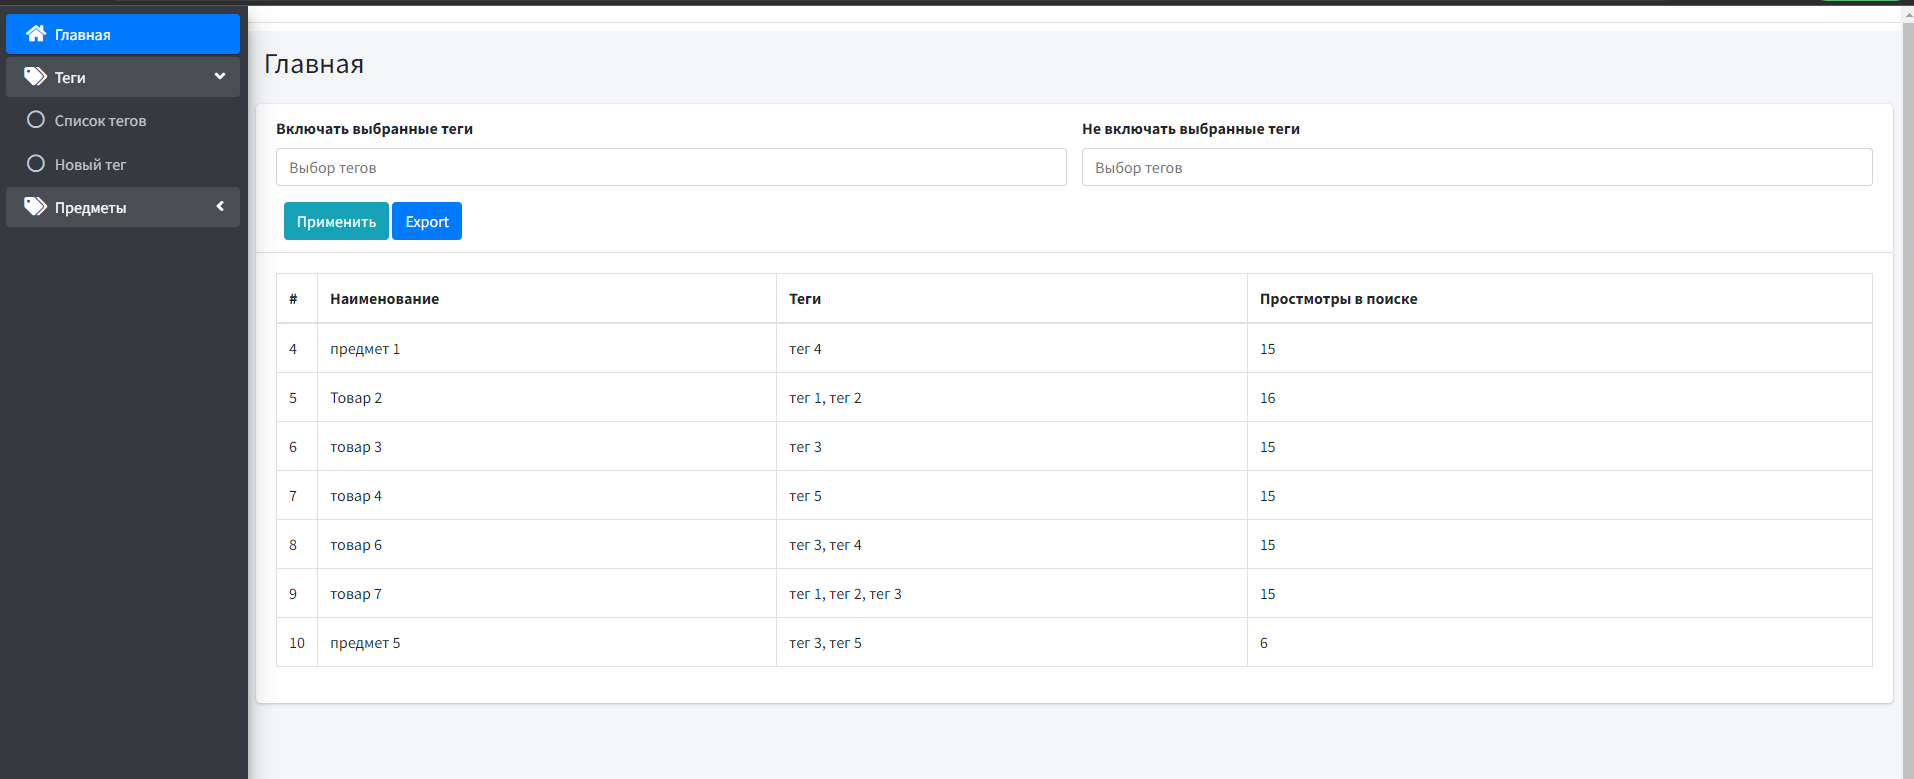 Главная
Теги
Список тегов
Новый тег
Предметы
Главная
Включать выбранные теги
Не включать выбранные теги
Выбор тегов
Выбор тегов
Применить Export
# Наименование Теги Простмотры в поиске
4 предмет 1 тег 4 15
5 Товар 2 тег 1, тег 2 16
6 товар 3 тег 3 15
7 товар 4 тег 5 15
8 товар 6 тег 3, тег 4 15
9 товар 7 тег 1, тег 2, тег 3 15
10 предмет 5 тег 3, тег 5 6